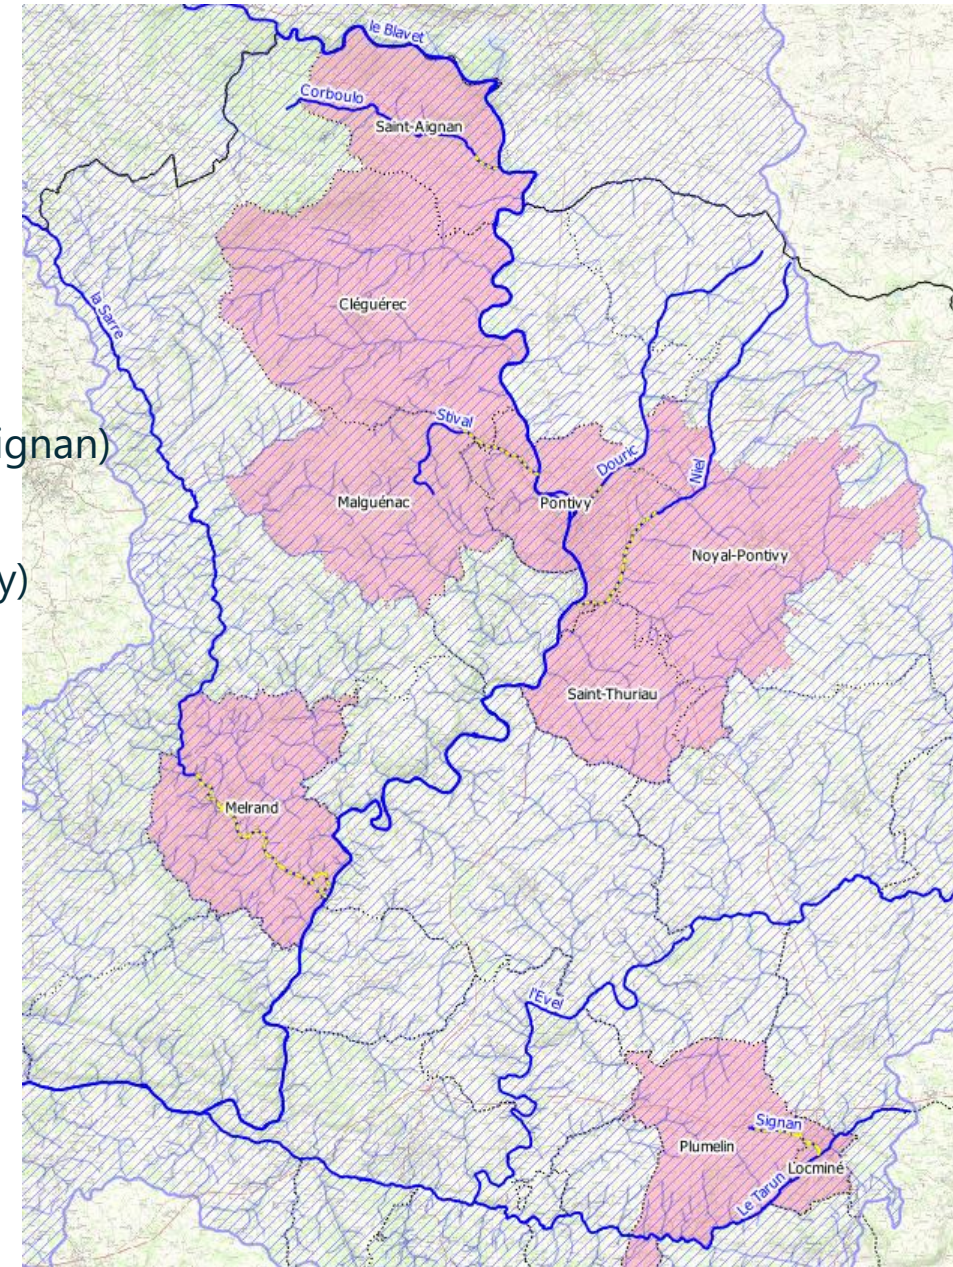 le Blavet
Corboulo
Saint-Aignan
la Sarre
Cléguérec
Stival
ignan)
Douric
Niel
Malguénac
Pontivy
Noyal-Pontivy
y)
Saint-Thuriau
Melrand
l'Evel
Signan
Plumelin
Locminé
Le Tarun